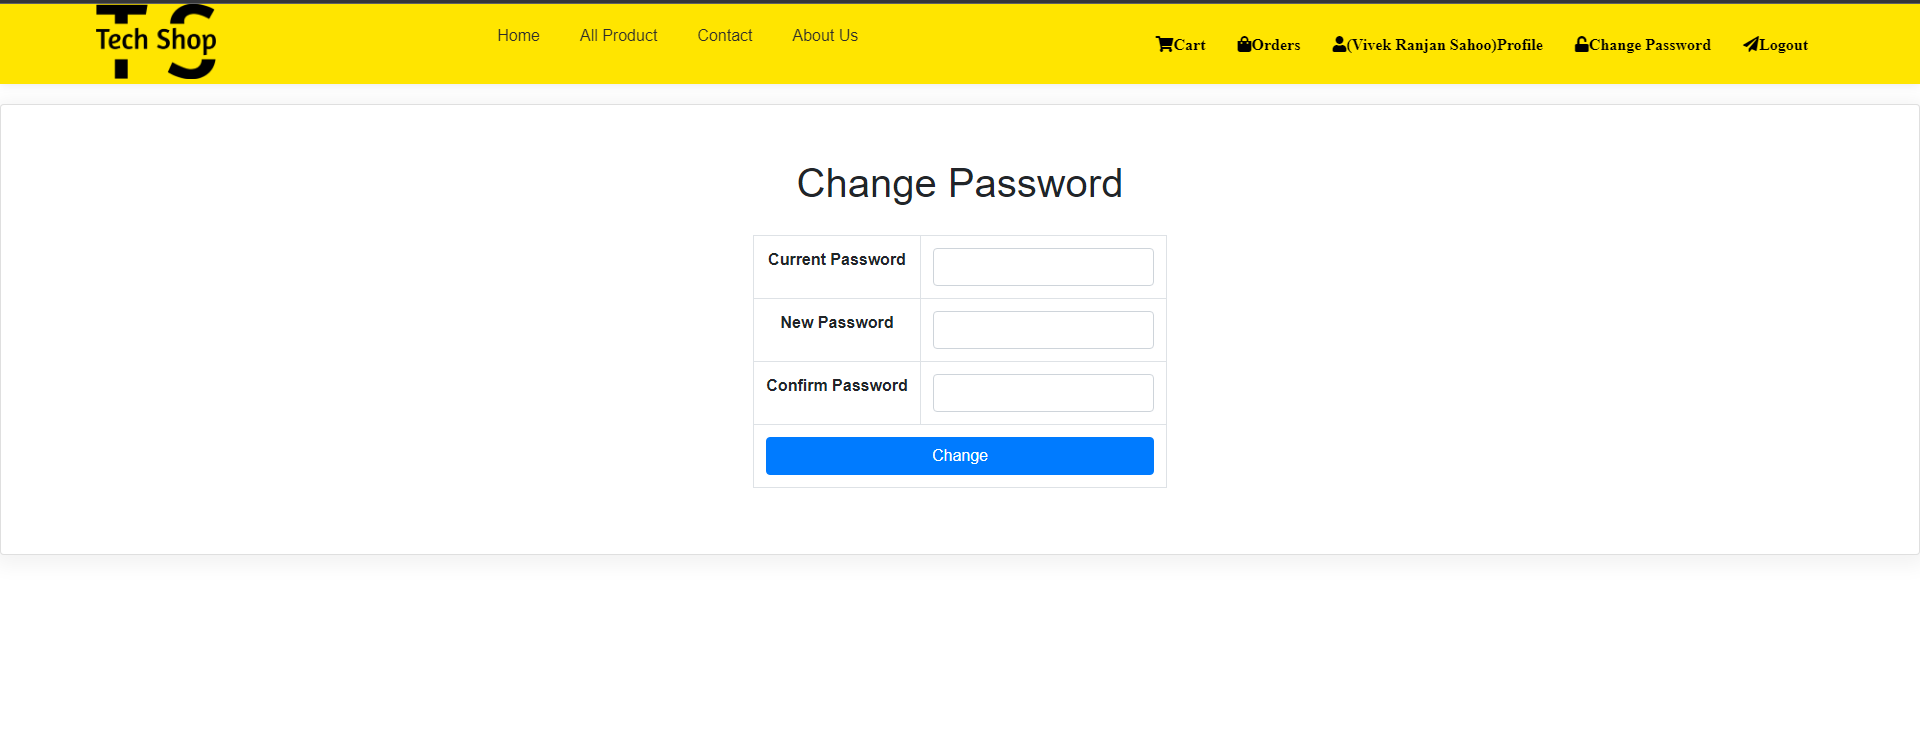 TS
Tech Shop
Home All Product Contact About Us
Cart Orders (Vivek Ranjan Sahoo)Profile Change Password Logout
Change Password
Current Password
New Password
Confirm Password
Change